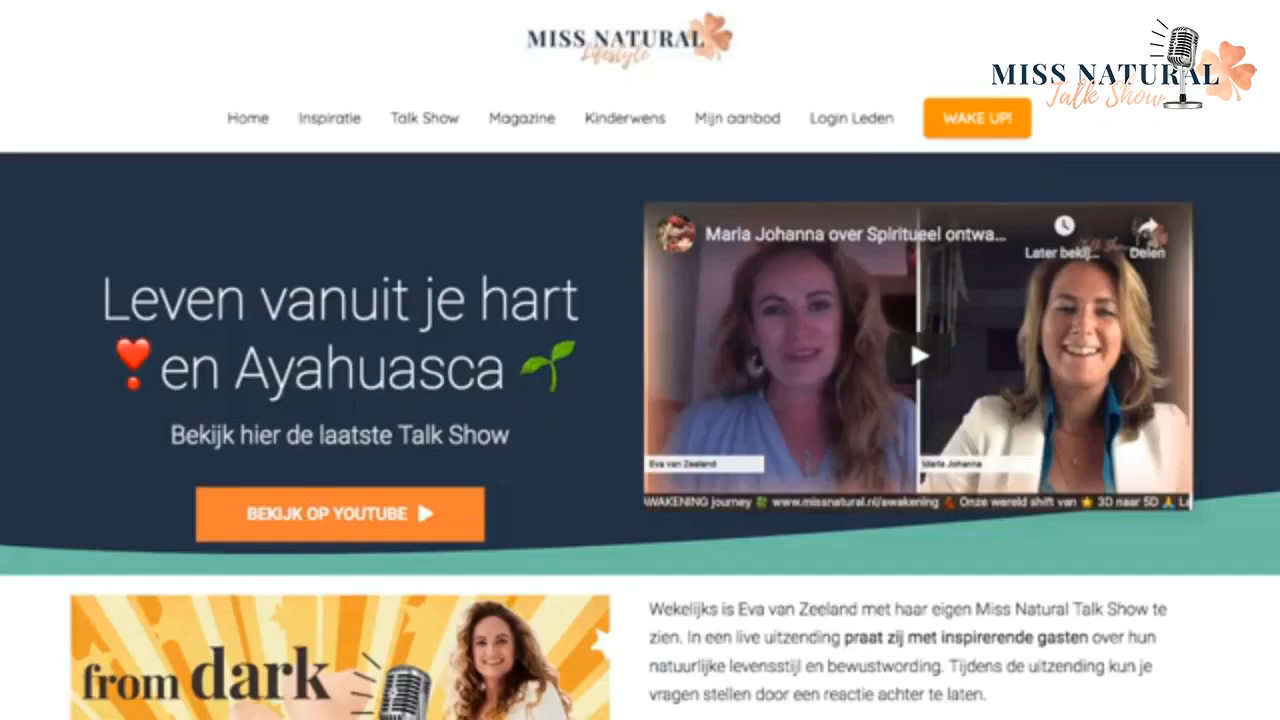 MISS NATURAL
Lifestyle
MISS NATURAL
Talk Show
Home Inspiratie Talk Show Magazine Kinderwens Mijn aanbod Login Leden WAKE UP!
Leven vanuit je hart
en Ayahuasca
Bekijk hier de laatste Talk Show
BEKIJK OP YOUTUBE
Maria Johanna over Spiritueel ontwa...
Later bekij...
Delen
Eva van Zeeland
Maria Johanna
AWAKENING journey www.missnatural.nl/awakening Onze wereld shift van 3D naar 5D
from dark
Wekelijks is Eva van Zeeland met haar eigen Miss Natural Talk Show te
zien. In een live uitzending praat zij met inspirerende gasten over hun
natuurlijke levensstijl en bewustwording. Tijdens de uitzending kun je
vragen stellen door een reactie achter te laten.